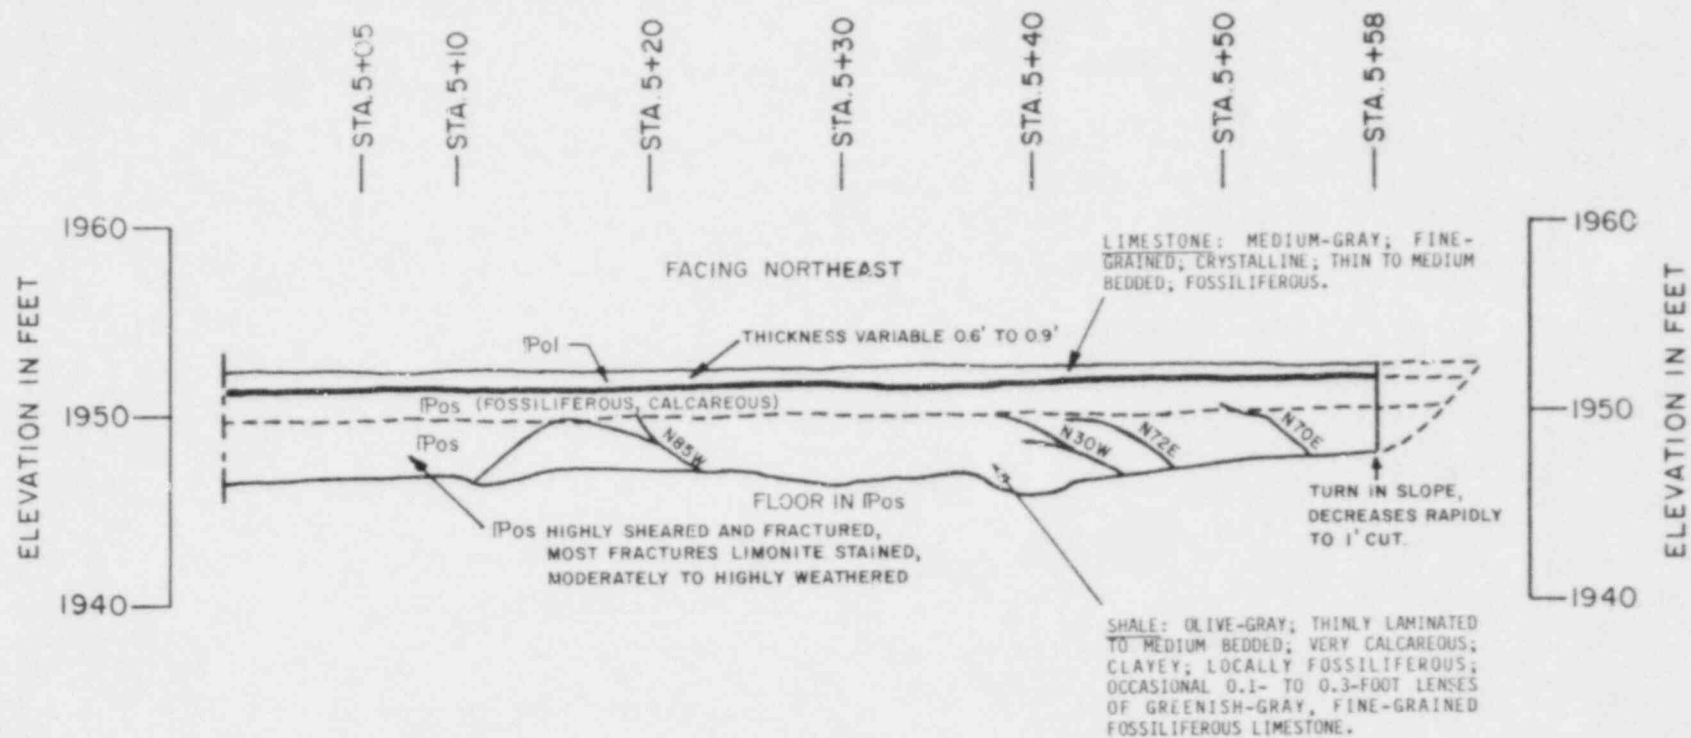 STA. 5+05
STA. 5+10
STA. 5+20
STA. 5+30
STA. 5+40
STA. 5+50
STA. 5+58
1960
1950
1940
ELEVATION IN FEET
FACING NORTHEAST
LIMESTONE: MEDIUM-GRAY; FINE-
GRAINED; CRYSTALLINE; THIN TO MEDIUM
BEDDED; FOSSILIFEROUS.
1960
1950
1940
ELEVATION IN FEET
ℙol
THICKNESS VARIABLE 0.6' TO 0.9'
ℙos (FOSSILIFEROUS, CALCAREOUS)
ℙos
N85W
N30W
N72E
N70E
FLOOR IN ℙos
ℙos HIGHLY SHEARED AND FRACTURED,
MOST FRACTURES LIMONITE STAINED,
MODERATELY TO HIGHLY WEATHERED
TURN IN SLOPE,
DECREASES RAPIDLY
TO 1' CUT.
SHALE: OLIVE-GRAY; THINLY LAMINATED
TO MEDIUM BEDDED; VERY CALCAREOUS;
CLAYEY; LOCALLY FOSSILIFEROUS;
OCCASIONAL 0.1- TO 0.3-FOOT LENSES
OF GREENISH-GRAY, FINE-GRAINED
FOSSILIFEROUS LIMESTONE.